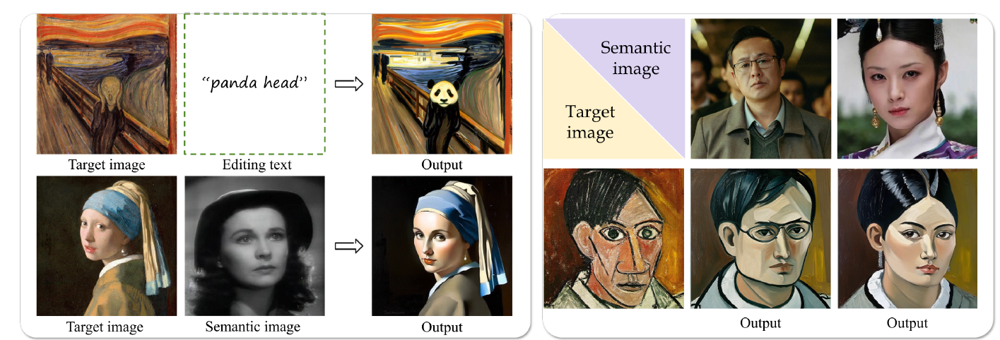 “panda head”
Target image
Editing text
Output
Target image
Semantic image
Output
Semantic
image
Target
image
Output
Output